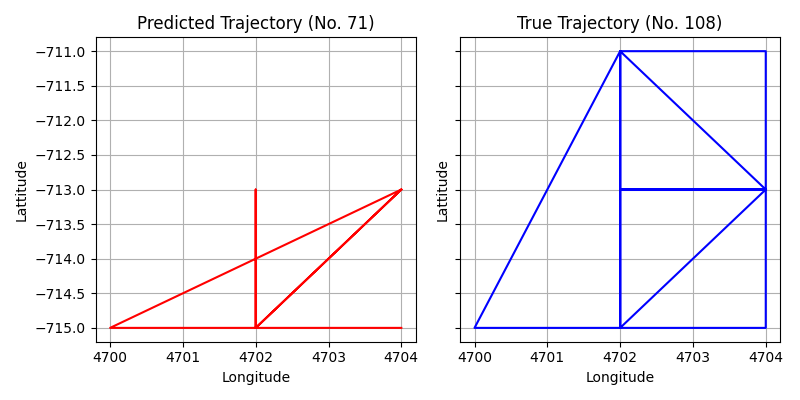 Predicted Trajectory (No. 71)
True Trajectory (No. 108)
−711.0
−711.5
−712.0
−712.5
−713.0
−713.5
−714.0
−714.5
−715.0
Lattitude
Lattitude
4700 4701 4702 4703 4704
4700 4701 4702 4703 4704
Longitude
Longitude